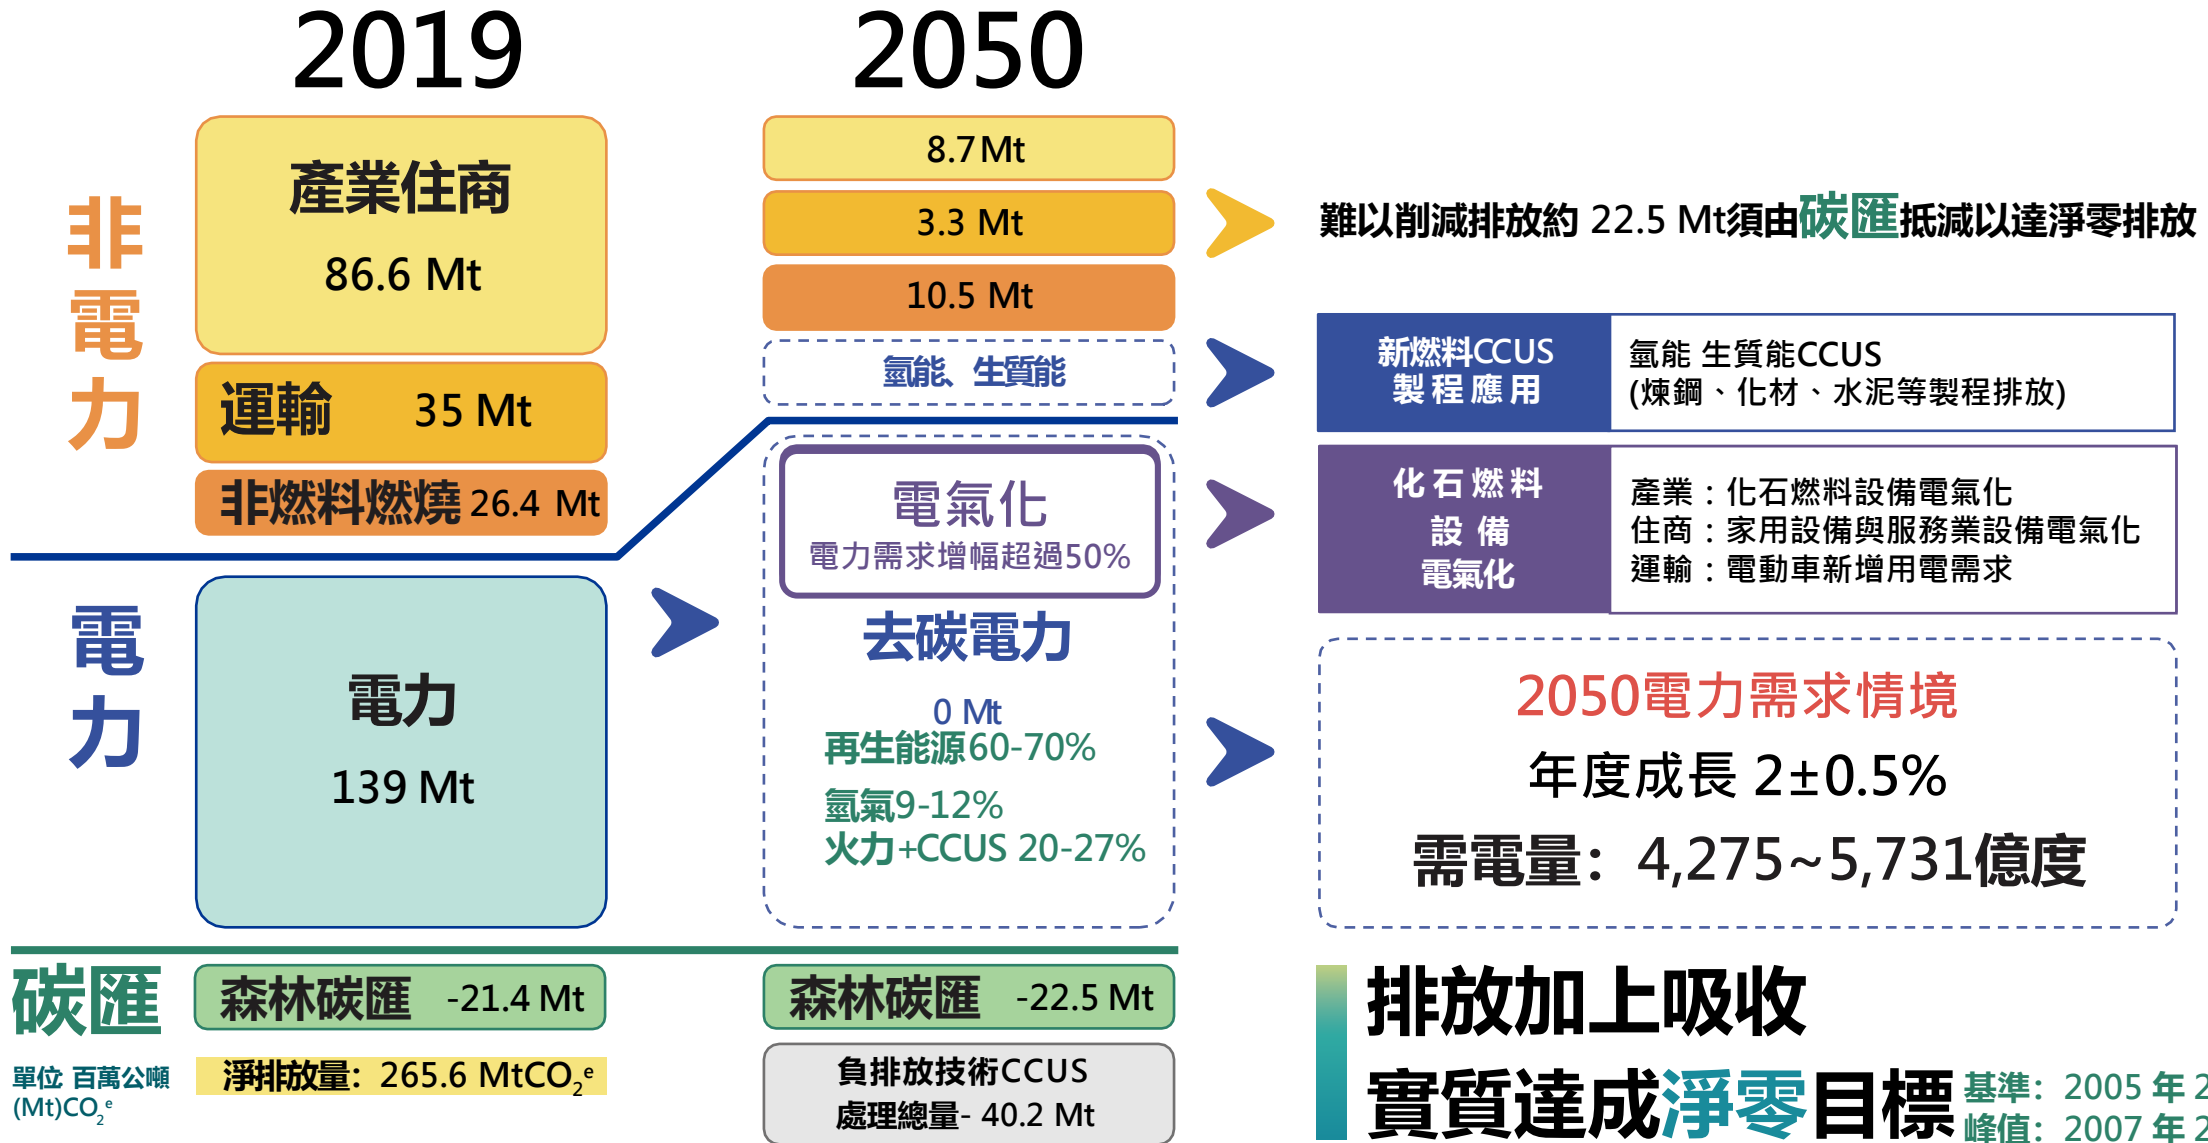 2019
2050
非電力
產業住商
86.6 Mt
運輸 35 Mt
非燃料燃燒 26.4 Mt
8.7 Mt
3.3 Mt
10.5 Mt
氫能、生質能
難以削減排放約 22.5 Mt須由碳匯抵減以達淨零排放
新燃料CCUS
製程應用
氫能 生質能CCUS
(煉鋼、化材、水泥等製程排放)
電力
電力
139 Mt
電氣化
電力需求增幅超過50%
去碳電力
0 Mt
再生能源60-70%
氫氣9-12%
火力+CCUS 20-27%
化石燃料
設備
電氣化
產業：化石燃料設備電氣化
住商：家用設備與服務業設備電氣化
運輸：電動車新增用電需求
2050電力需求情境
年度成長 2±0.5%
需電量：4,275~5,731億度
碳匯
森林碳匯 -21.4 Mt
森林碳匯 -22.5 Mt
單位 百萬公噸
(Mt)CO₂ᵉ
淨排放量：265.6 MtCO₂ᵉ
負排放技術CCUS
處理總量- 40.2 Mt
排放加上吸收
實質達成淨零目標
基準：2005 年 2
峰值：2007 年 2